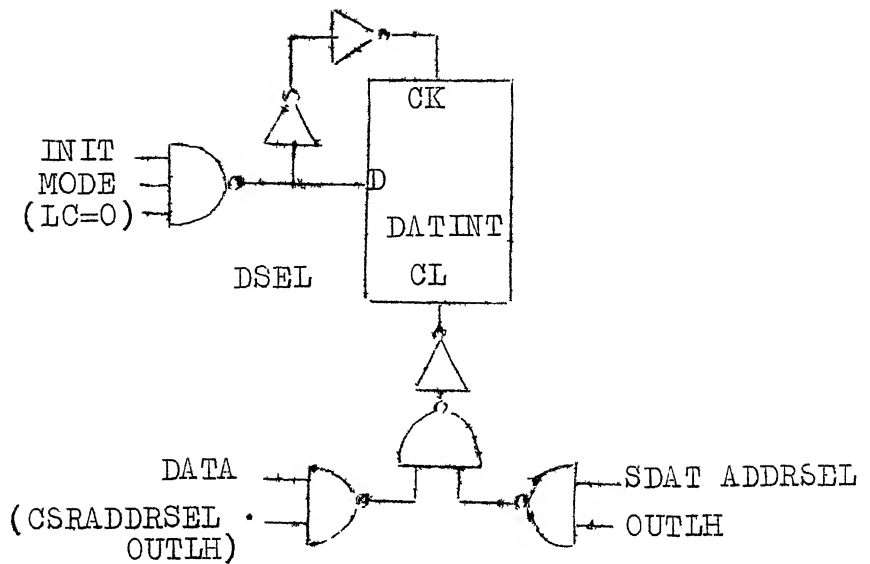 CK
INIT
MODE
(LC=0)
D
DATINT
DSEL
CL
DATA
SDAT ADDRSEL
(CSRADDRSEL ·
OUTLH)
OUTLH